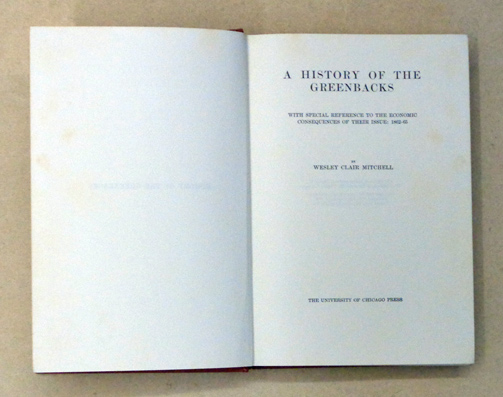 A HISTORY OF THE
GREENBACKS
WITH SPECIAL REFERENCE TO THE ECONOMIC
CONSEQUENCES OF THEIR ISSUE: 1862-65
BY
WESLEY CLAIR MITCHELL
THE UNIVERSITY OF CHICAGO PRESS